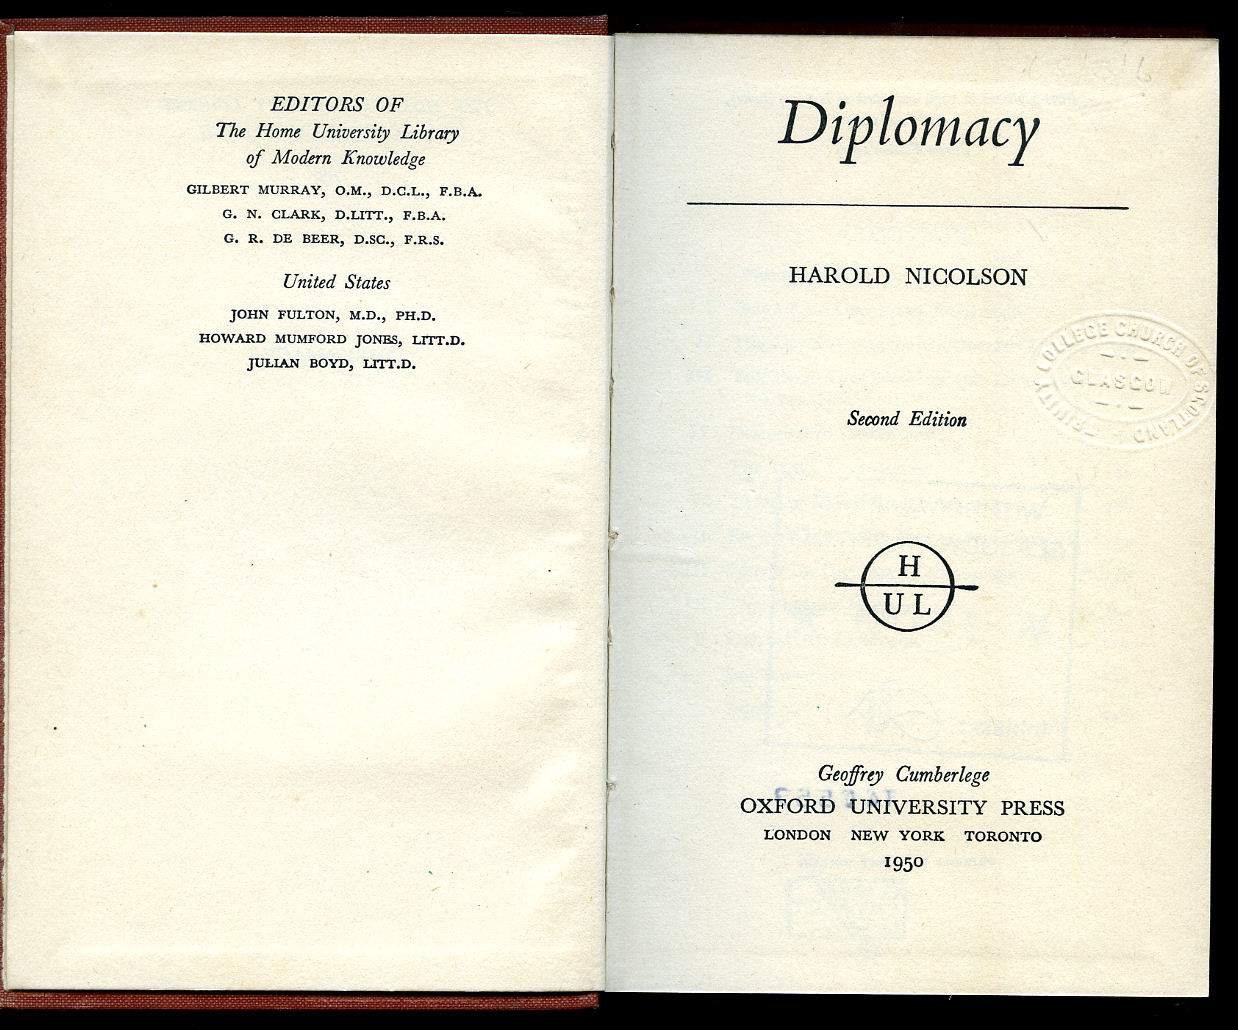 EDITORS OF
The Home University Library
of Modern Knowledge
GILBERT MURRAY, O.M., D.C.L., F.B.A.
G. N. CLARK, D.LITT., F.B.A.
G. R. DE BEER, D.SC., F.R.S.
United States
JOHN FULTON, M.D., PH.D.
HOWARD MUMFORD JONES, LITT.D.
JULIAN BOYD, LITT.D.
Diplomacy
HAROLD NICOLSON
TRINITY COLLEGE CHURCH OF SCOTLAND
GLASGOW
Second Edition
H
UL
Geoffrey Cumberlege
OXFORD UNIVERSITY PRESS
LONDON NEW YORK TORONTO
1950